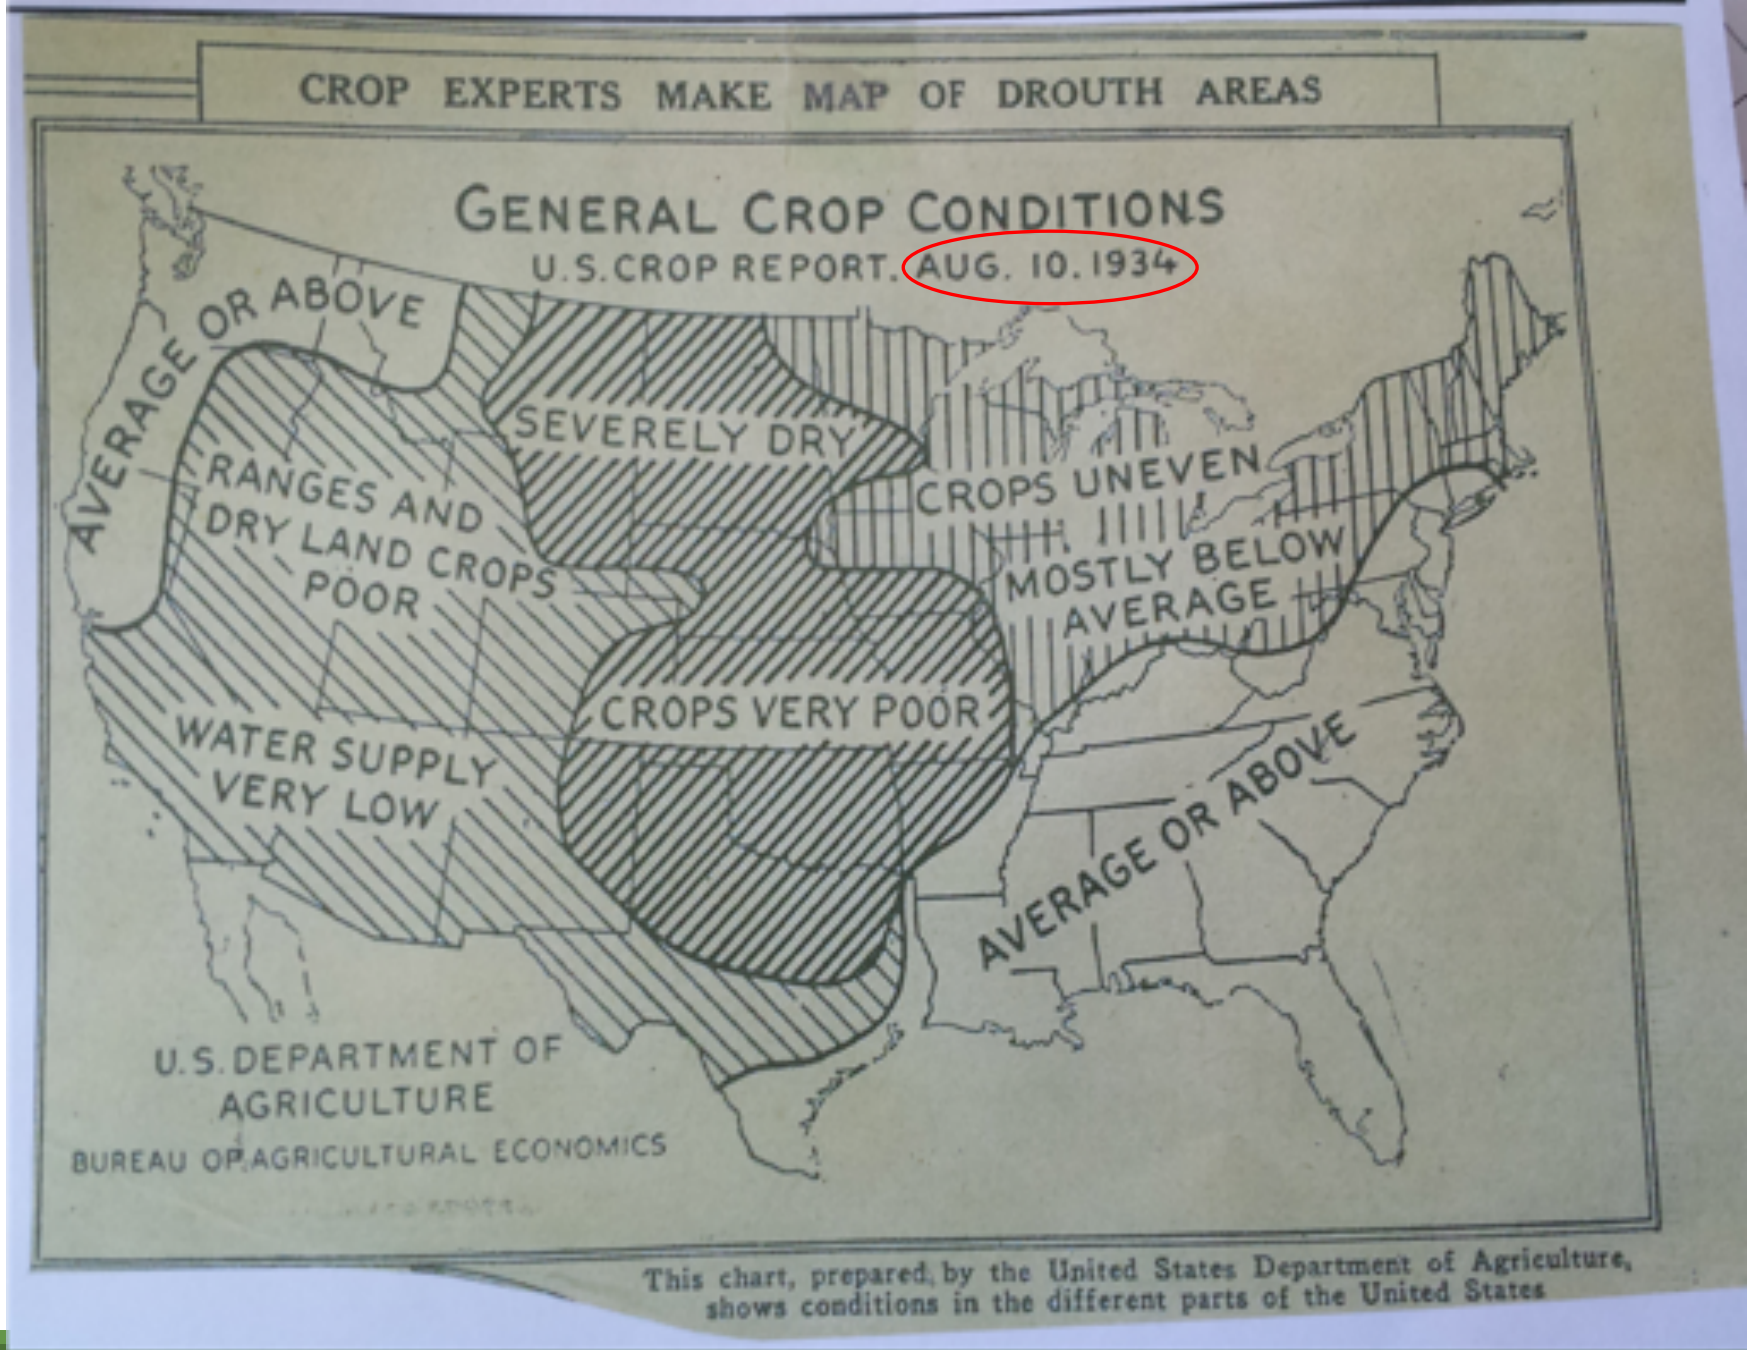 CROP EXPERTS MAKE MAP OF DROUTH AREAS
GENERAL CROP CONDITIONS
U.S. CROP REPORT. AUG. 10. 1934
AVERAGE OR ABOVE
SEVERELY DRY
RANGES AND
DRY LAND CROPS
POOR
CROPS UNEVEN
MOSTLY BELOW
AVERAGE
CROPS VERY POOR
WATER SUPPLY
VERY LOW
AVERAGE OR ABOVE
U.S. DEPARTMENT OF
AGRICULTURE
BUREAU OF AGRICULTURAL ECONOMICS
This chart, prepared by the United States Department of Agriculture,
shows conditions in the different parts of the United States